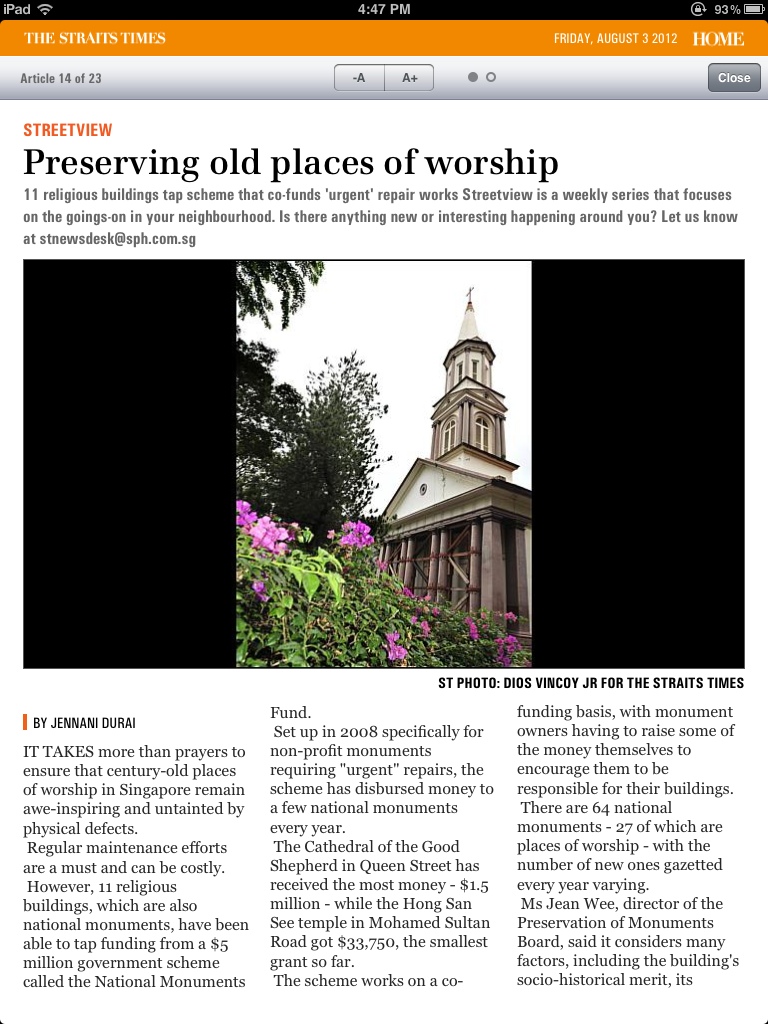 iPad
4:47 PM
93%
THE STRAITS TIMES
FRIDAY, AUGUST 3 2012
HOME
Article 14 of 23
-A
A+
Close
STREETVIEW
Preserving old places of worship
11 religious buildings tap scheme that co-funds 'urgent' repair works Streetview is a weekly series that focuses
on the goings-on in your neighbourhood. Is there anything new or interesting happening around you? Let us know
at stnewsdesk@sph.com.sg
ST PHOTO: DIOS VINCOY JR FOR THE STRAITS TIMES
BY JENNANI DURAI
IT TAKES more than prayers to
ensure that century-old places
of worship in Singapore remain
awe-inspiring and untainted by
physical defects.
Regular maintenance efforts
are a must and can be costly.
However, 11 religious
buildings, which are also
national monuments, have been
able to tap funding from a $5
million government scheme
called the National Monuments
Fund.
Set up in 2008 specifically for
non-profit monuments
requiring "urgent" repairs, the
scheme has disbursed money to
a few national monuments
every year.
The Cathedral of the Good
Shepherd in Queen Street has
received the most money - $1.5
million - while the Hong San
See temple in Mohamed Sultan
Road got $33,750, the smallest
grant so far.
The scheme works on a co-
funding basis, with monument
owners having to raise some of
the money themselves to
encourage them to be
responsible for their buildings.
There are 64 national
monuments - 27 of which are
places of worship - with the
number of new ones gazetted
every year varying.
Ms Jean Wee, director of the
Preservation of Monuments
Board, said it considers many
factors, including the building's
socio-historical merit, its